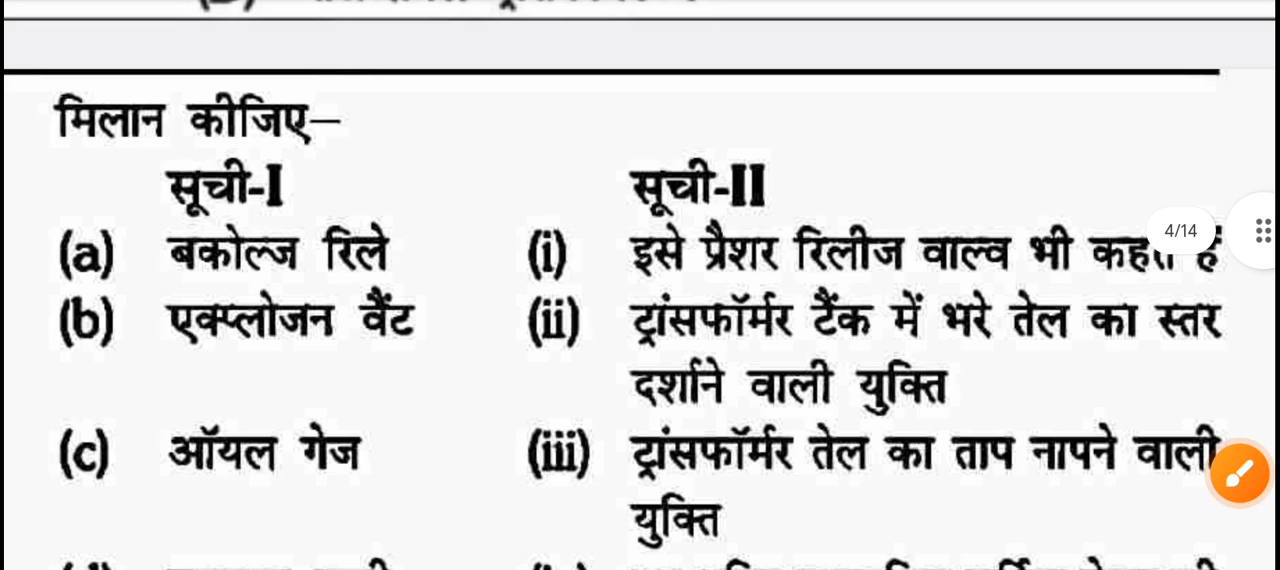 मिलान कीजिए–
सूची-I सूची-II
(a) बकोल्ज रिले (i) इसे प्रैशर रिलीज वाल्व भी कहते हैं
4/14
(b) एक्प्लोजन वैंट (ii) ट्रांसफॉर्मर टैंक में भरे तेल का स्तर
दर्शाने वाली युक्ति
(c) ऑयल गेज (iii) ट्रांसफॉर्मर तेल का ताप नापने वाली
युक्ति